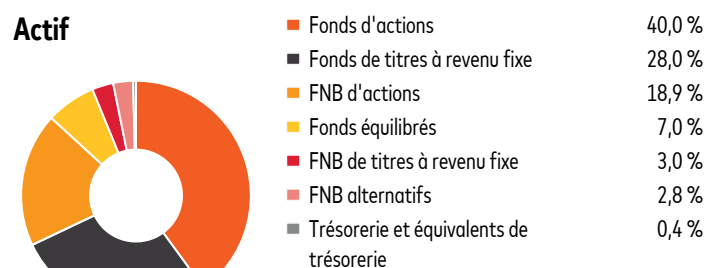 Actif
Fonds d'actions 40,0 %
Fonds de titres à revenu fixe 28,0 %
FNB d'actions 18,9 %
Fonds équilibrés 7,0 %
FNB de titres à revenu fixe 3,0 %
FNB alternatifs 2,8 %
Trésorerie et équivalents de 0,4 %
trésorerie